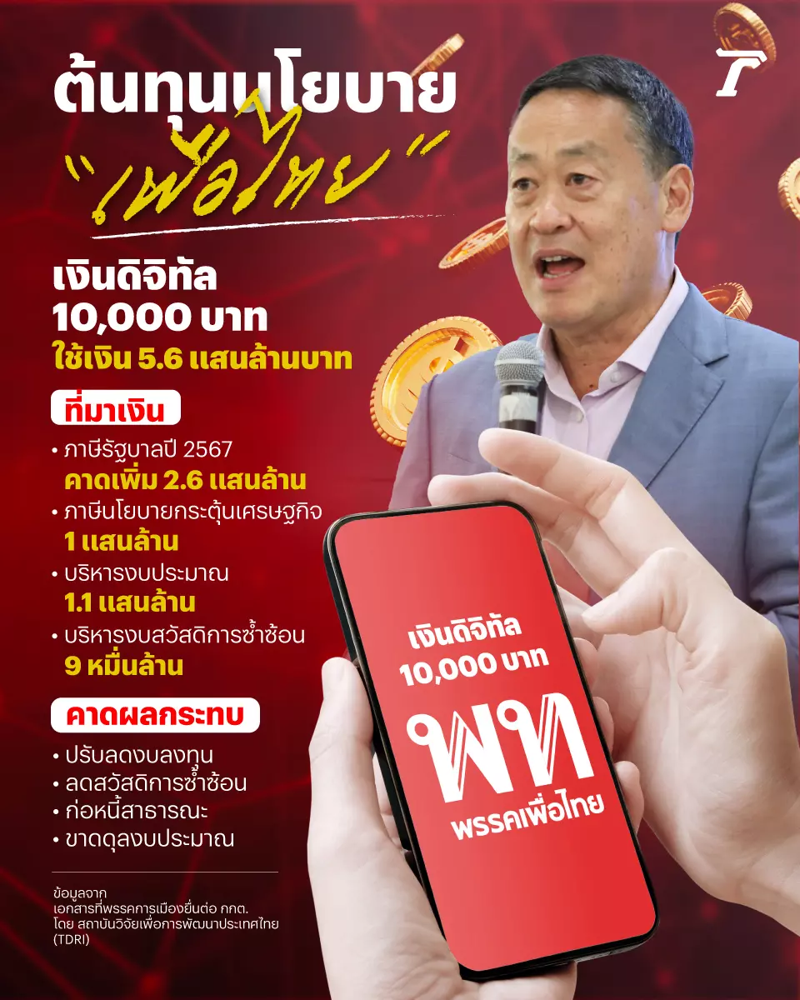 ต้นทุนนโยบาย
"เพื่อไทย"
เงินดิจิทัล
10,000 บาท
ใช้เงิน 5.6 แสนล้านบาท
ที่มาเงิน
• ภาษีรัฐบาลปี 2567
คาดเพิ่ม 2.6 แสนล้าน
• ภาษีนโยบายกระตุ้นเศรษฐกิจ
1 แสนล้าน
• บริหารงบประมาณ
1.1 แสนล้าน
• บริหารงบสวัสดิการซ้ำซ้อน
9 หมื่นล้าน
คาดผลกระทบ
• ปรับลดงบลงทุน
• ลดสวัสดิการซ้ำซ้อน
• ก่อหนี้สาธารณะ
• ขาดดุลงบประมาณ
ข้อมูลจาก
เอกสารที่พรรคการเมืองยื่นต่อ กกต.
โดย สถาบันวิจัยเพื่อการพัฒนาประเทศไทย
(TDRI)
เงินดิจิทัล
10,000 บาท
พท
พรรคเพื่อไทย